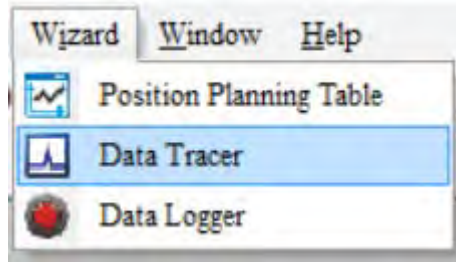 Wizard Window Help
Position Planning Table
Data Tracer
Data Logger